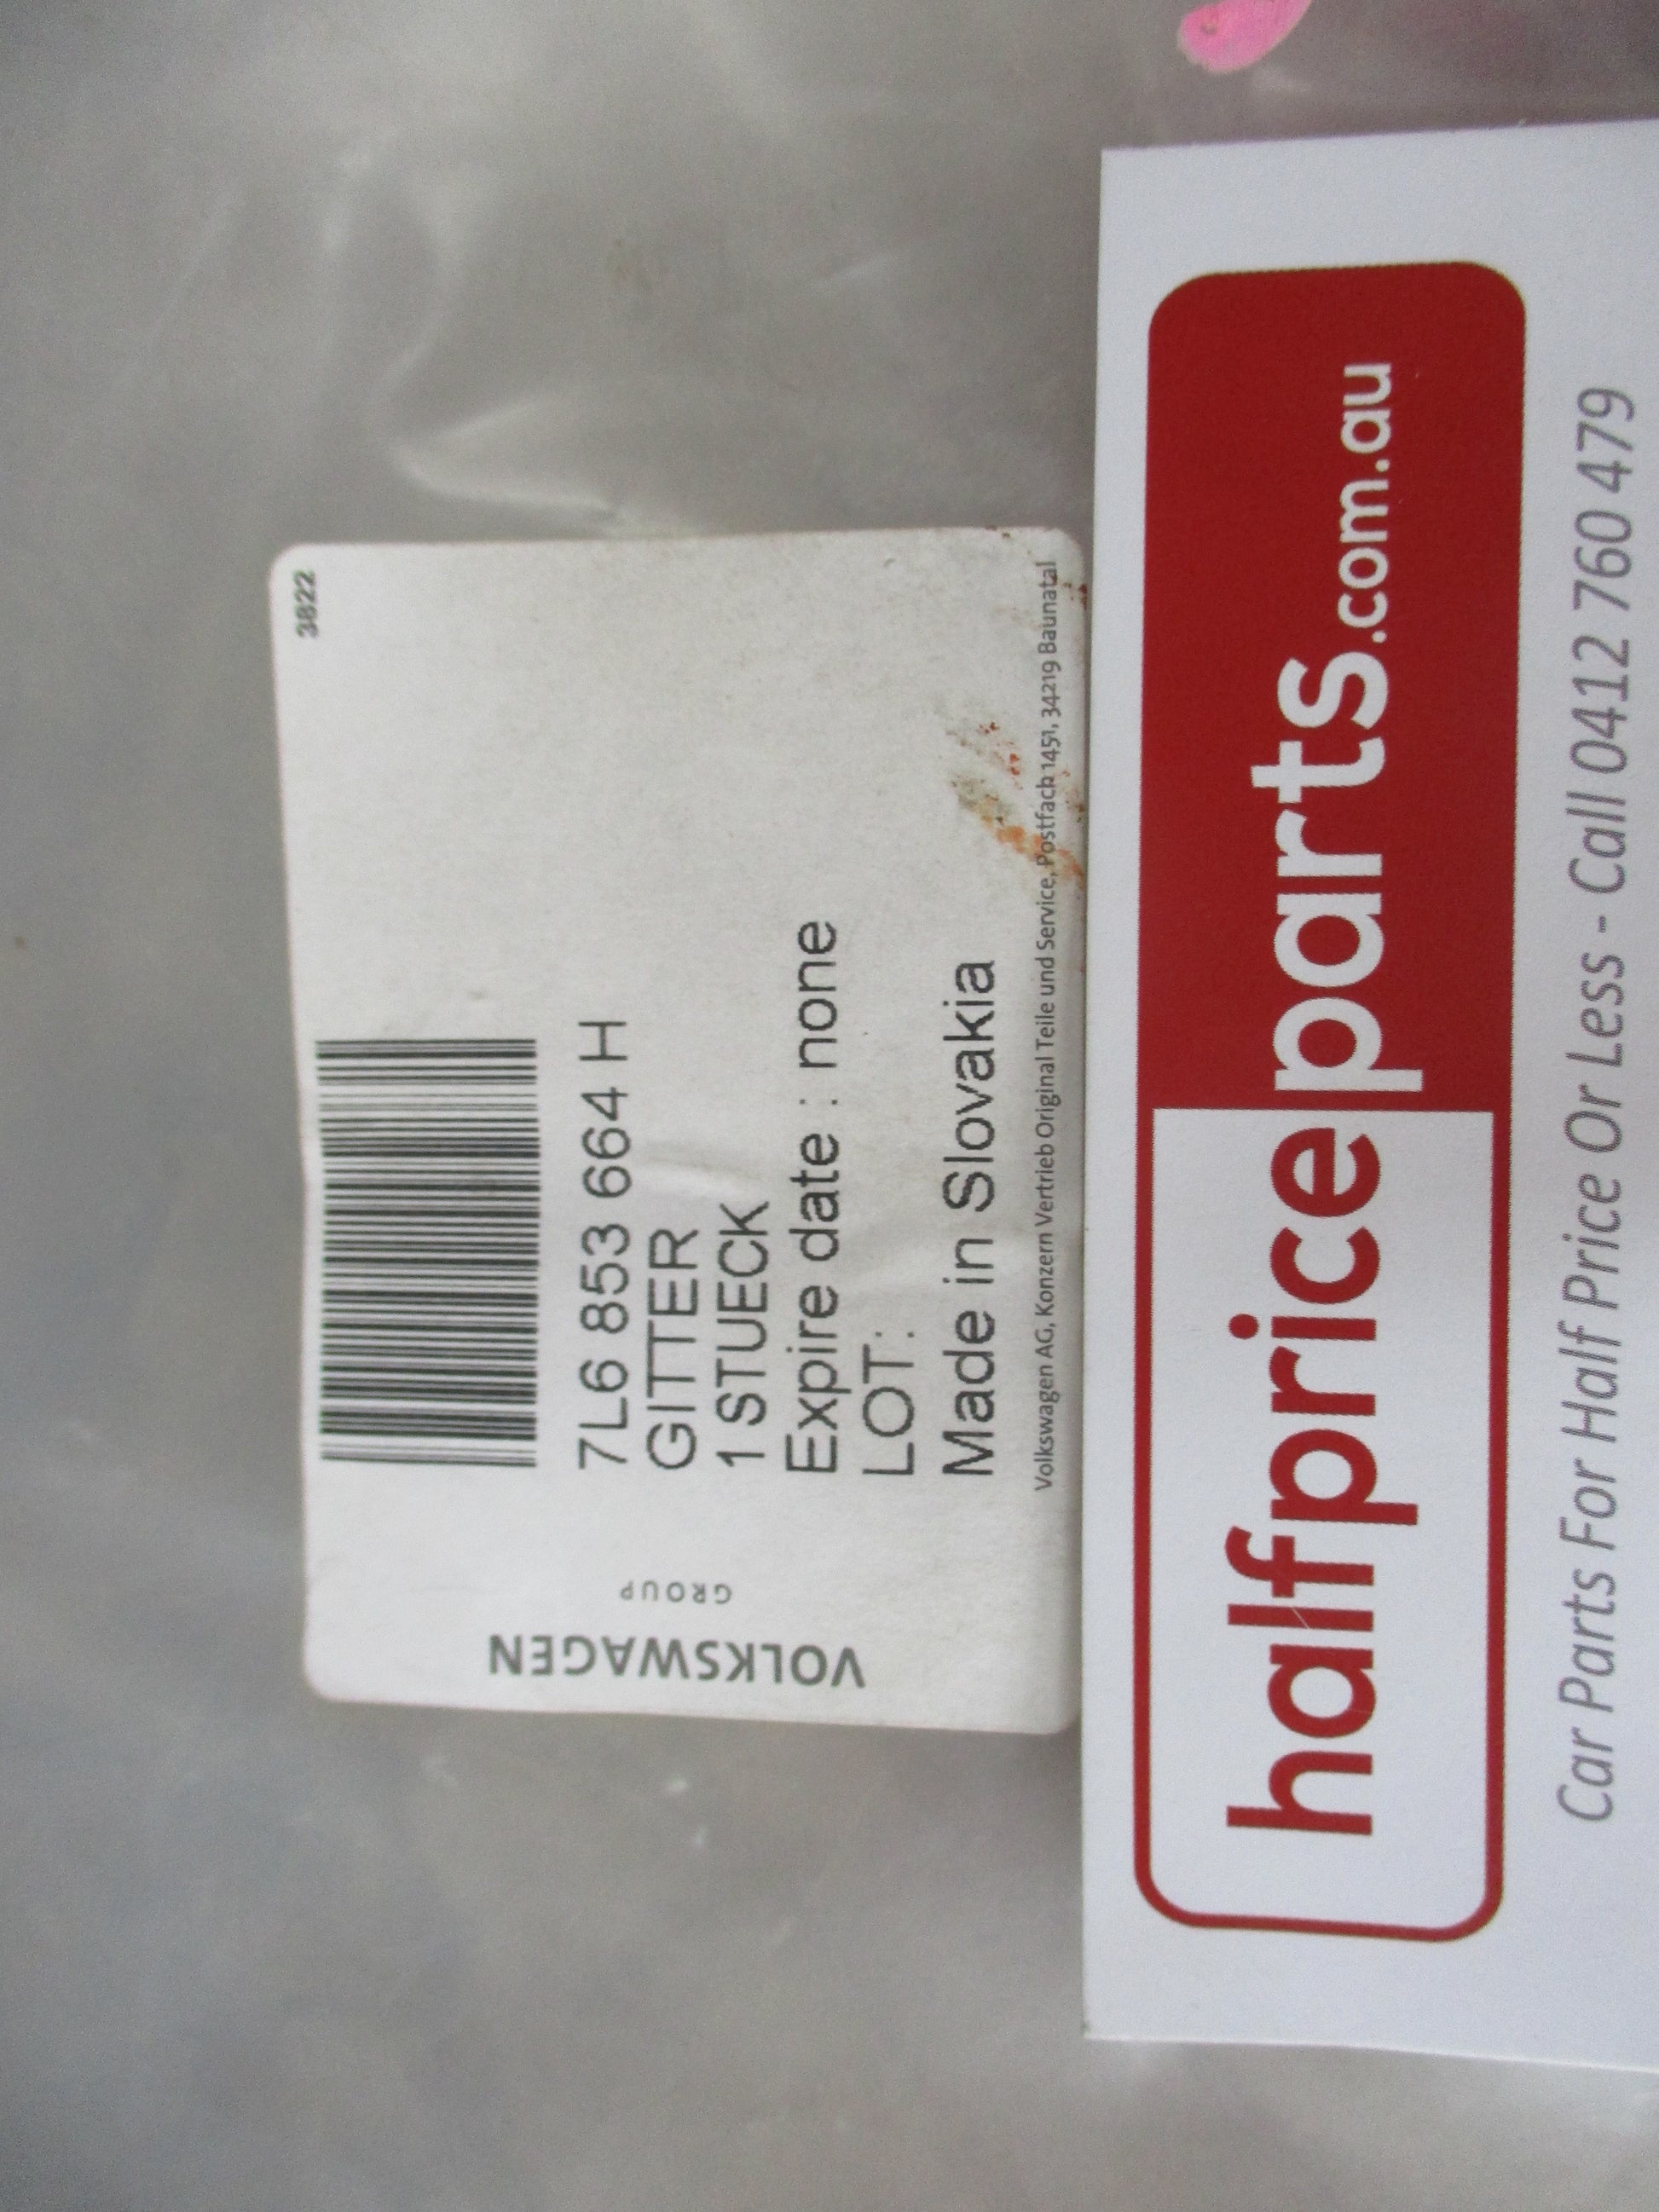 3822
VOLKSWAGEN
GROUP
7L6 853 664 H
GITTER
1 STUECK
Expire date : none
LOT:
Made in Slovakia
Volkswagen AG, Konzern Vertrieb Original Teile und Service, Postfach 1451, 34219 Baunatal
halfpriceparts.com.au
Car Parts For Half Price Or Less - Call 0412 760 479